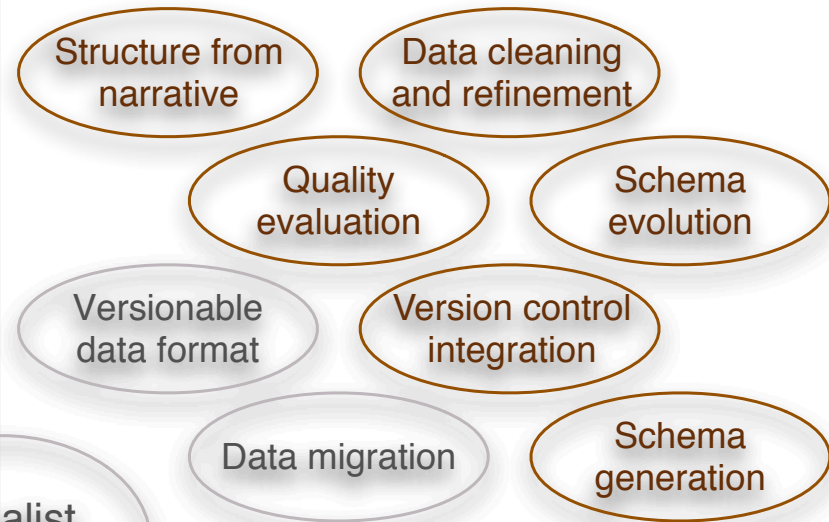 Structure from
narrative
Data cleaning
and refinement
Quality
evaluation
Schema
evolution
Versionable
data format
Version control
integration
Data migration
Schema
generation
alist